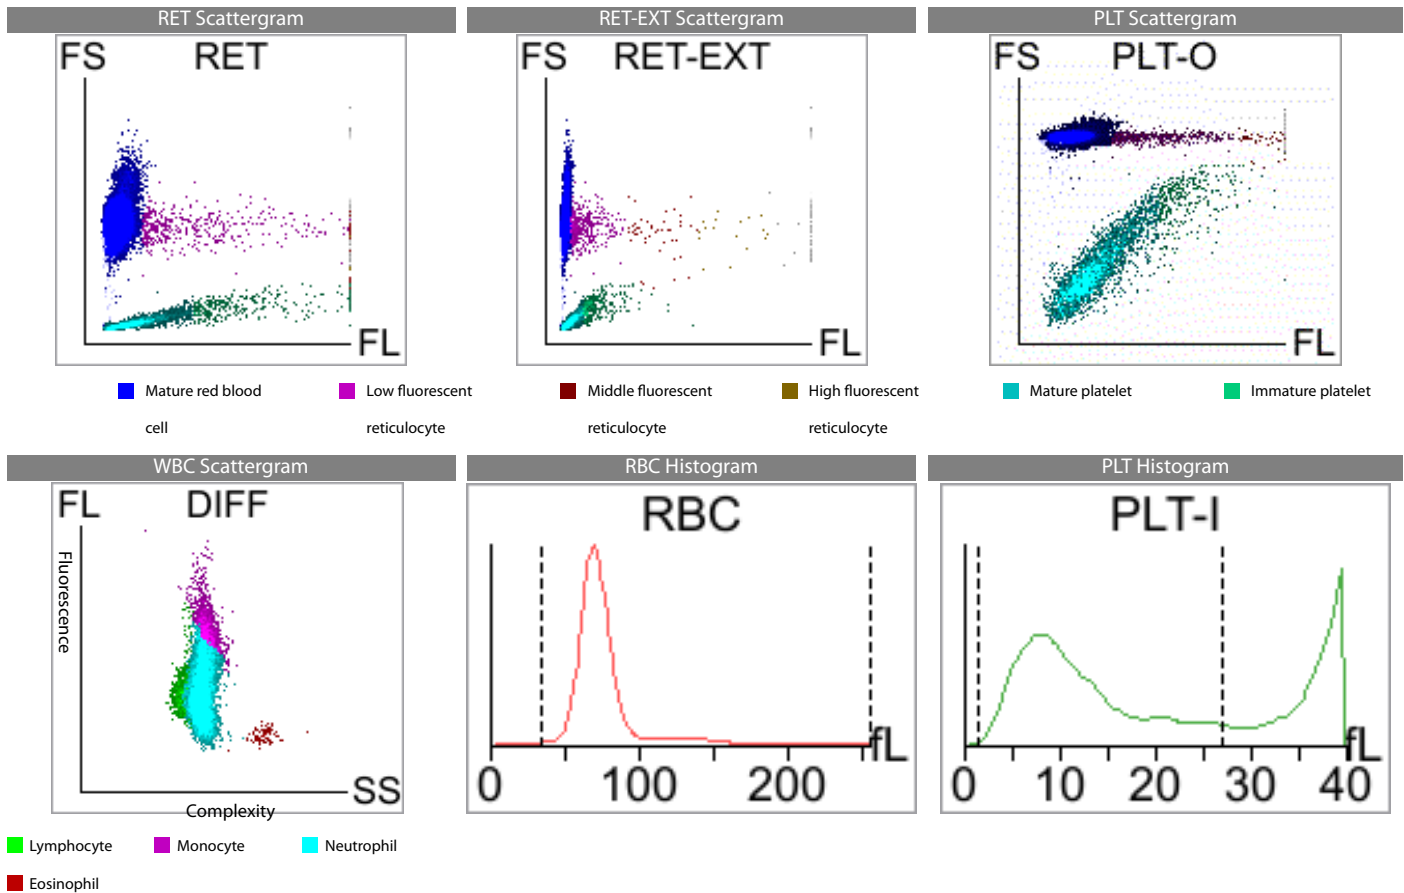 RET Scattergram
RET-EXT Scattergram
PLT Scattergram
FS RET
FL
FS RET-EXT
FL
FS PLT-O
FL
Mature red blood
cell
Low fluorescent
reticulocyte
Middle fluorescent
reticulocyte
High fluorescent
reticulocyte
Mature platelet
Immature platelet
WBC Scattergram
RBC Histogram
PLT Histogram
FL DIFF
Fluorescence
SS
Complexity
RBC
fL
0 100 200
PLT-I
fL
0 10 20 30 40
Lymphocyte
Monocyte
Neutrophil
Eosinophil